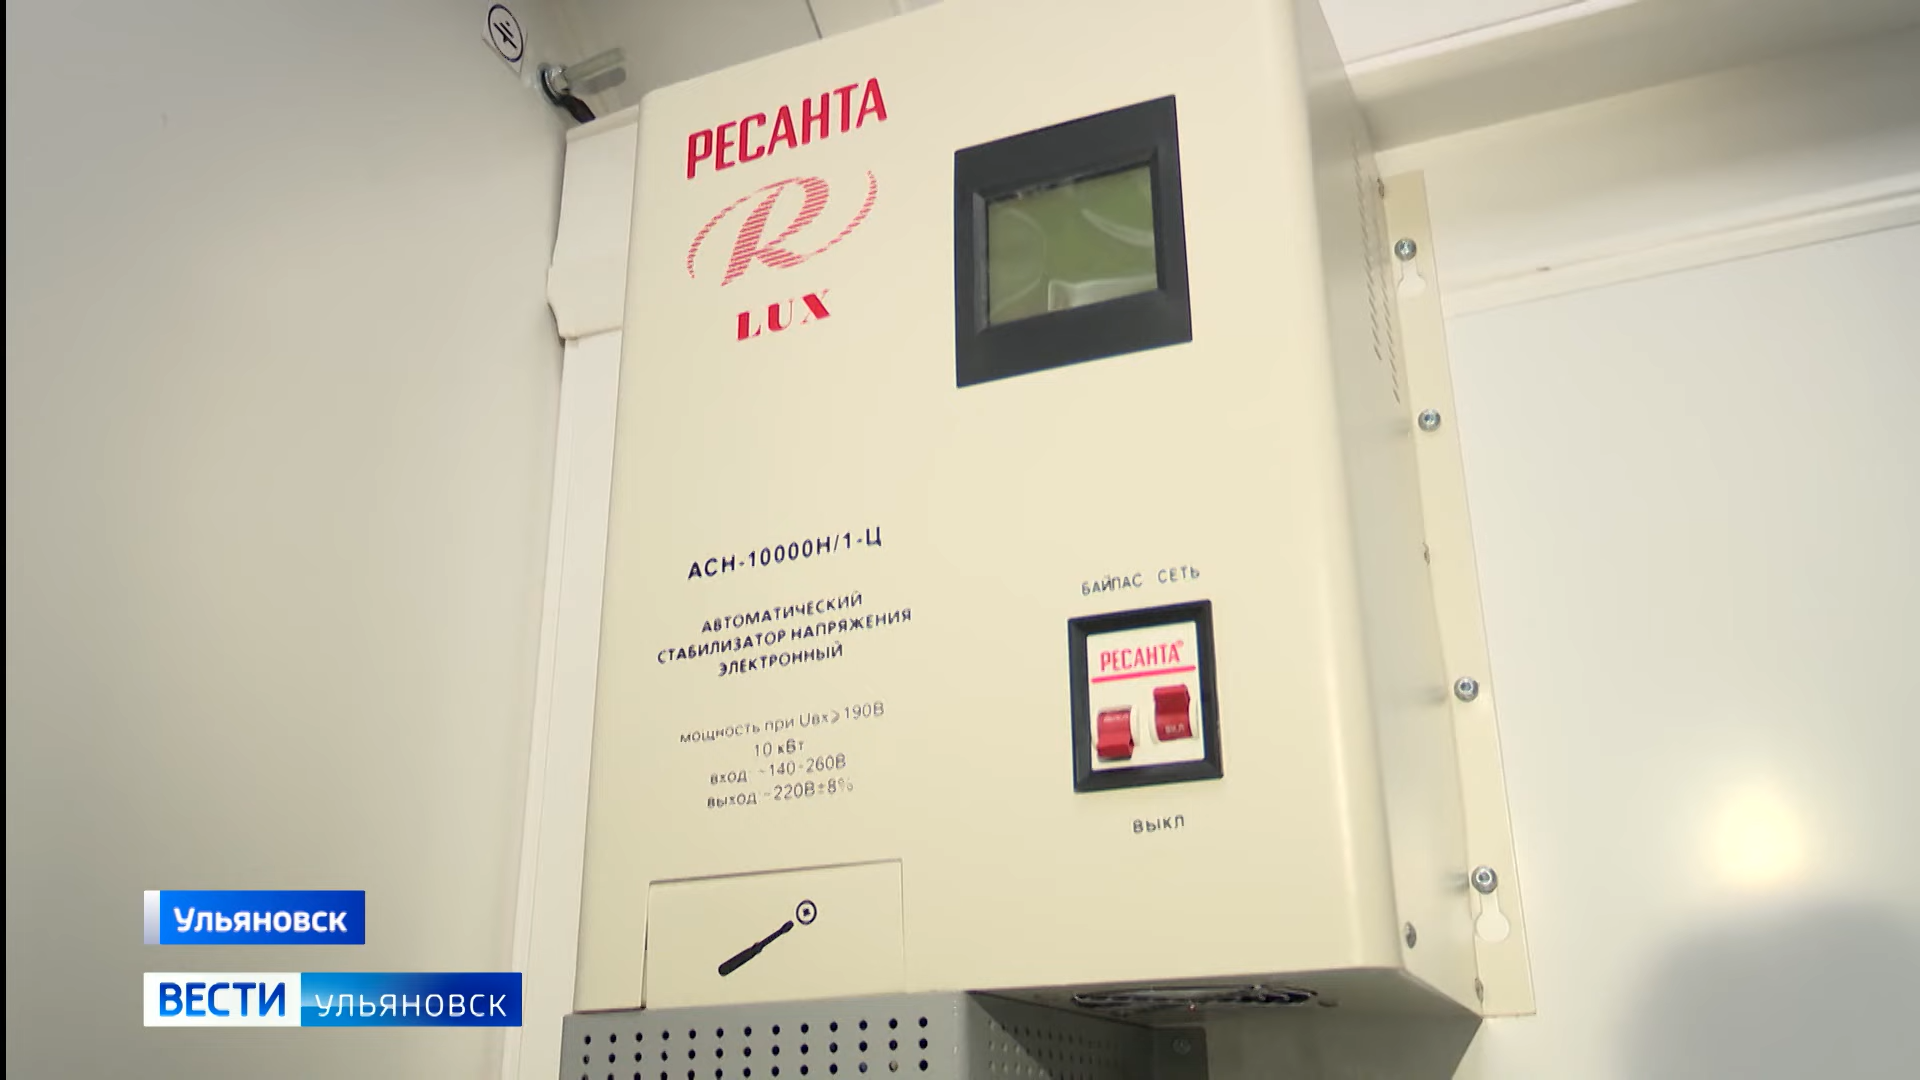 РЕСАНТА
R
LUX
АСН-10000Н/1-Ц
АВТОМАТИЧЕСКИЙ
СТАБИЛИЗАТОР НАПРЯЖЕНИЯ
ЭЛЕКТРОННЫЙ
мощность при Uвх⩾190В
10 кВт
вход ~140-260В
выход ~220В±8%
БАЙПАС СЕТЬ
РЕСАНТА®
ВКЛ
ВЫКЛ
Ульяновск
ВЕСТИ УЛЬЯНОВСК